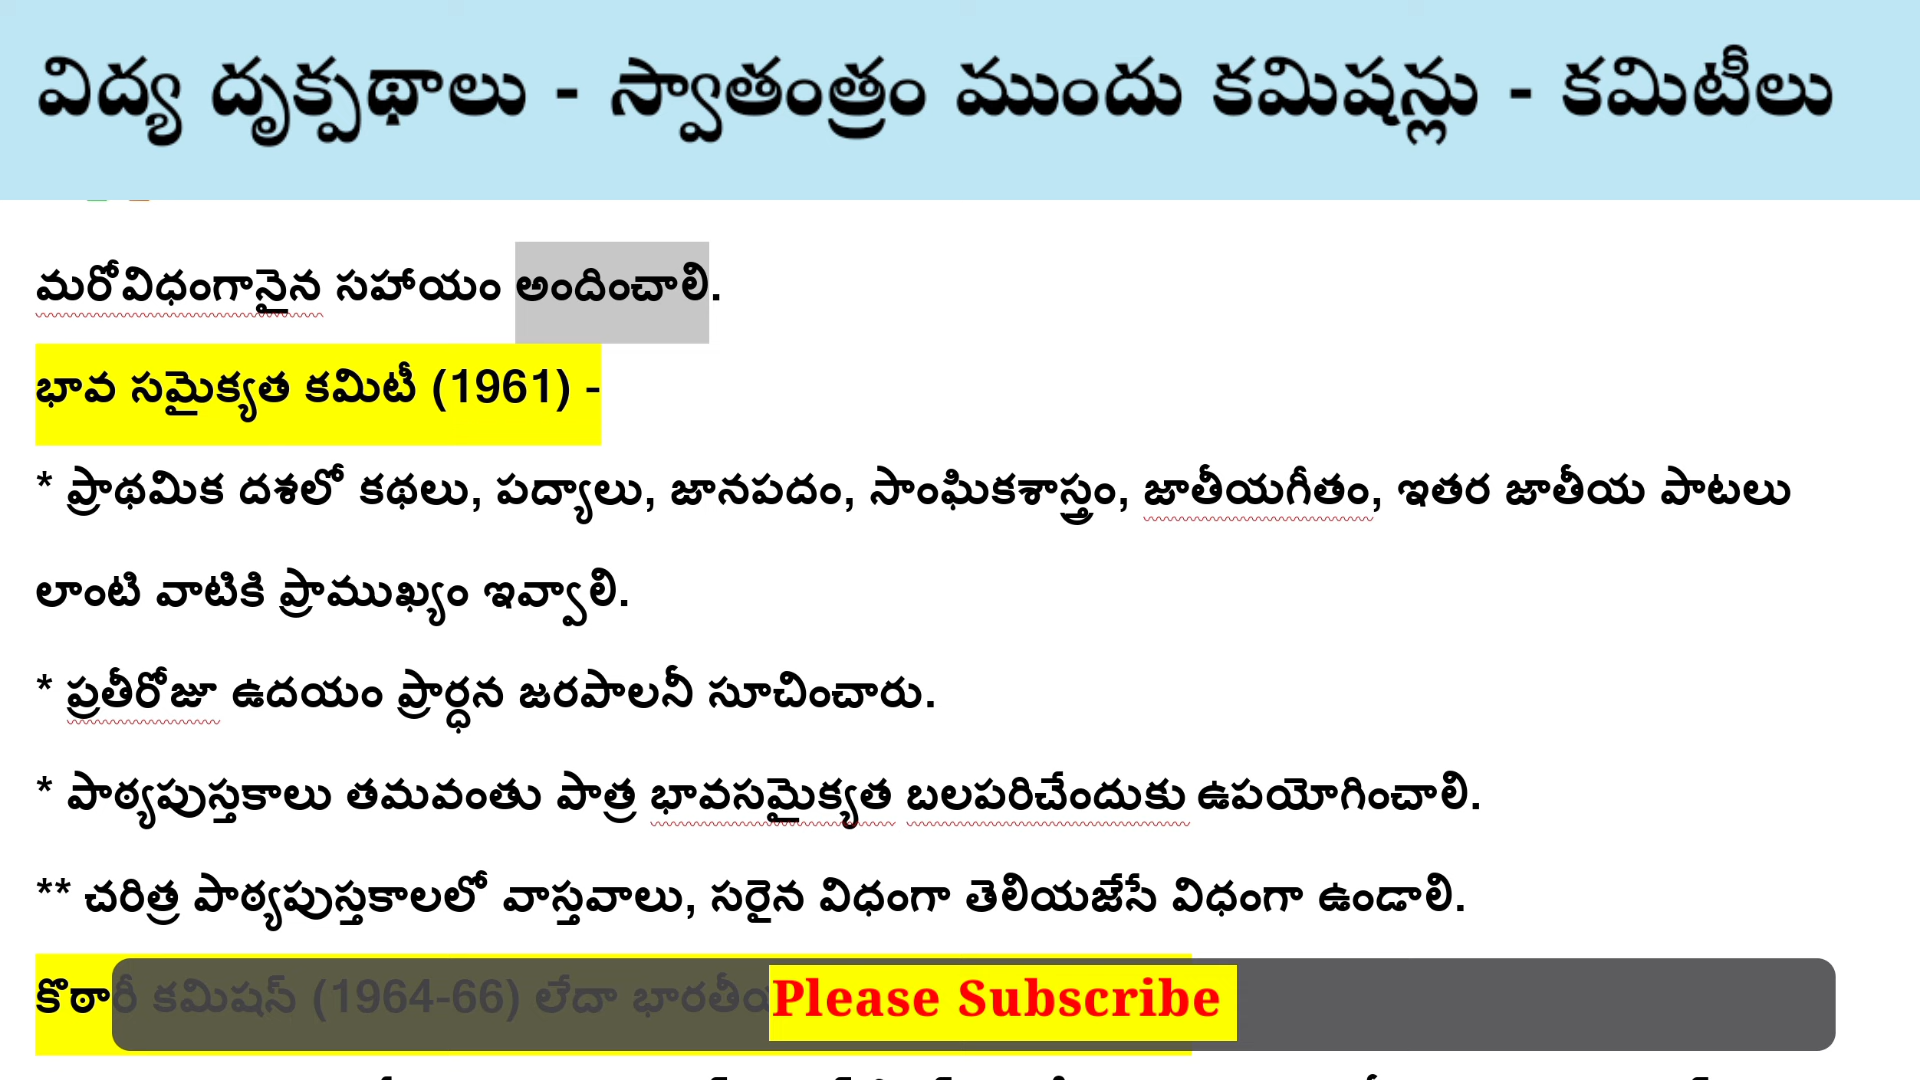 విద్య దృక్పథాలు - స్వాతంత్రం ముందు కమిషన్లు - కమిటీలు
మరోవిధంగానైన సహాయం అందించాలి.
భావ సమైక్యత కమిటీ (1961) -
* ప్రాథమిక దశలో కథలు, పద్యాలు, జానపదం, సాంఘికశాస్త్రం, జాతీయగీతం, ఇతర జాతీయ పాటలు
లాంటి వాటికి ప్రాముఖ్యం ఇవ్వాలి.
* ప్రతీరోజూ ఉదయం ప్రార్ధన జరపాలనీ సూచించారు.
* పాఠ్యపుస్తకాలు తమవంతు పాత్ర భావసమైక్యత బలపరిచేందుకు ఉపయోగించాలి.
** చరిత్ర పాఠ్యపుస్తకాలలో వాస్తవాలు, సరైన విధంగా తెలియజేసే విధంగా ఉండాలి.
కొఠారీ కమిషన్ (1964-66) లేదా
Please Subscribe